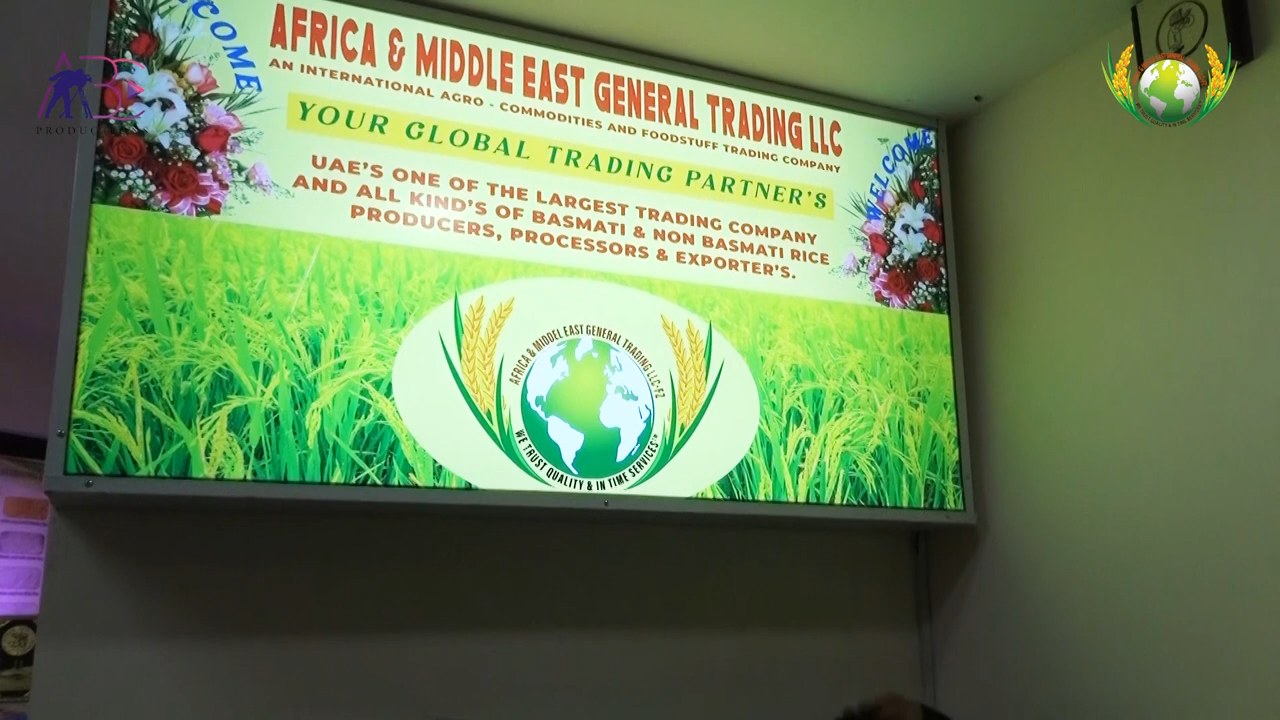 WELCOME
AFRICA & MIDDLE EAST GENERAL TRADING LLC
AN INTERNATIONAL AGRO - COMMODITIES AND FOODSTUFF TRADING COMPANY
YOUR GLOBAL TRADING PARTNER'S
UAE'S ONE OF THE LARGEST TRADING COMPANY
AND ALL KIND'S OF BASMATI & NON BASMATI RICE
PRODUCERS, PROCESSORS & EXPORTER'S.
AFRICA & MIDDEL EAST GENERAL TRADING LLC-FZ
WE TRUST QUALITY & IN TIME SERVICES™